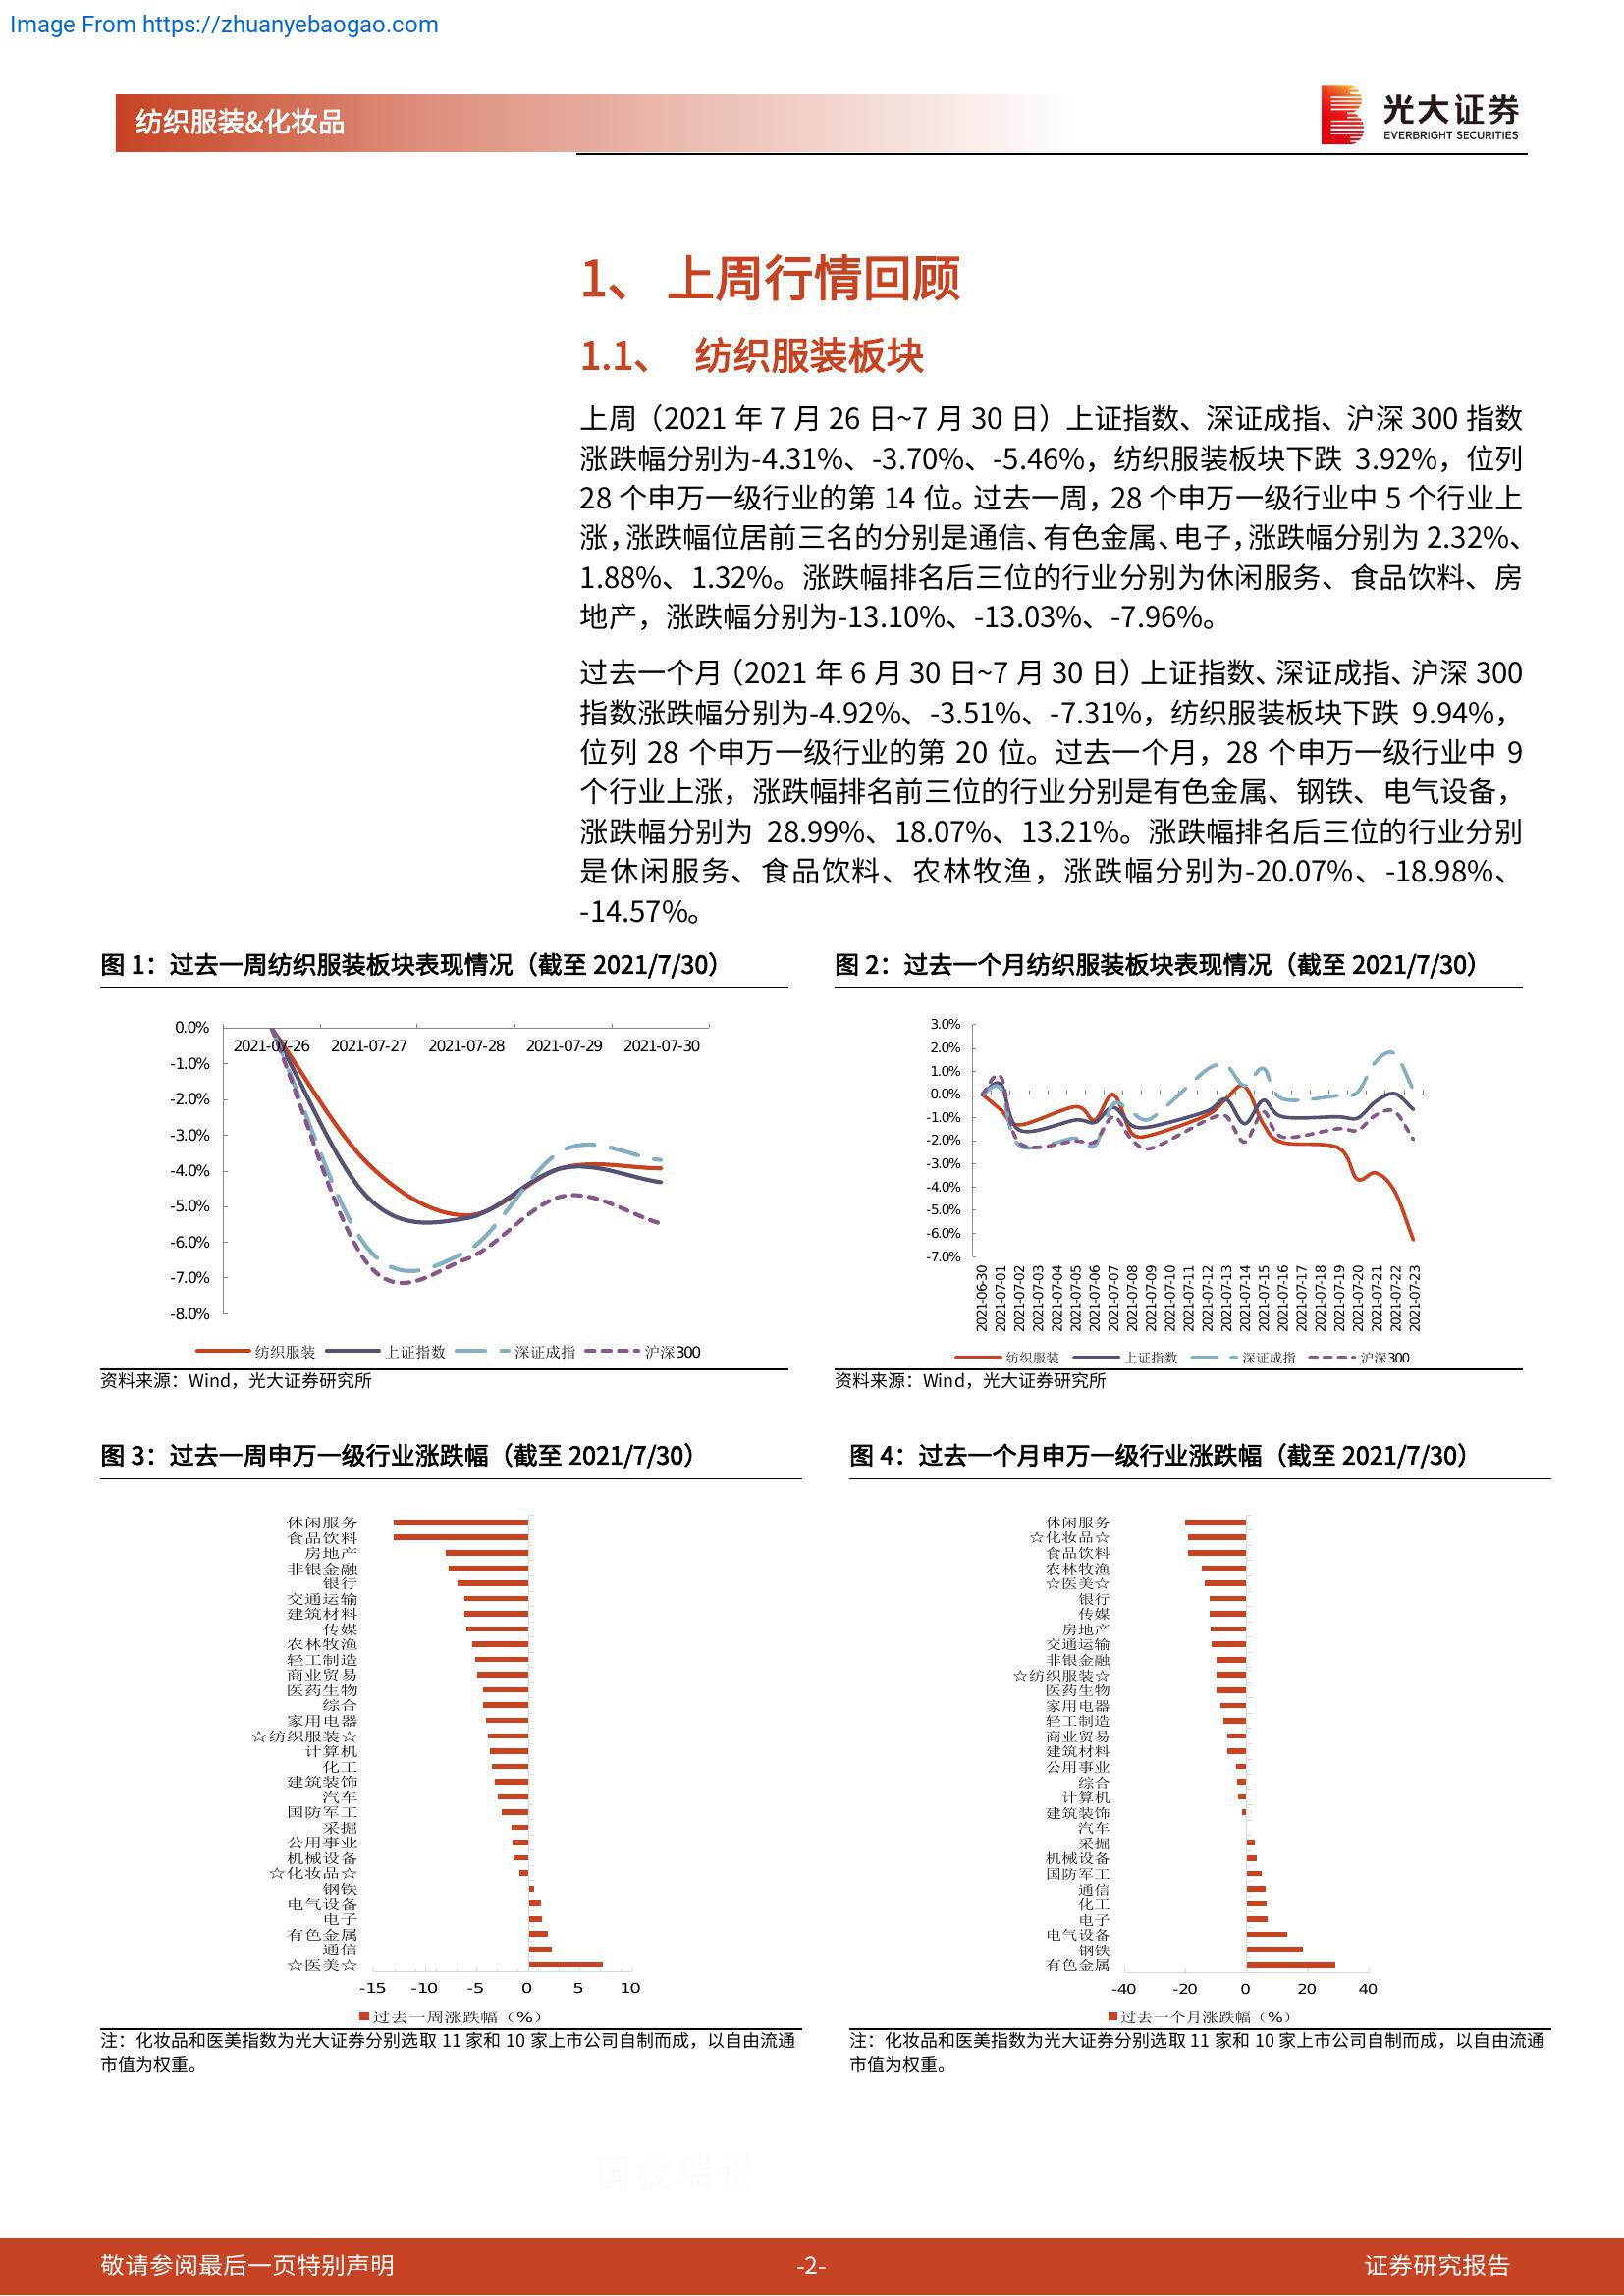 Image From https://zhuanyebaogao.com
纺织服装&化妆品
光大证券
EVERBRIGHT SECURITIES
1、 上周行情回顾
1.1、 纺织服装板块
上周（2021 年 7 月 26 日~7 月 30 日）上证指数、深证成指、沪深 300 指数
涨跌幅分别为-4.31%、-3.70%、-5.46%，纺织服装板块下跌 3.92%，位列
28 个申万一级行业的第 14 位。过去一周，28 个申万一级行业中 5 个行业上
涨，涨跌幅位居前三名的分别是通信、有色金属、电子，涨跌幅分别为 2.32%、
1.88%、1.32%。涨跌幅排名后三位的行业分别为休闲服务、食品饮料、房
地产，涨跌幅分别为-13.10%、-13.03%、-7.96%。
过去一个月（2021 年 6 月 30 日~7 月 30 日）上证指数、深证成指、沪深 300
指数涨跌幅分别为-4.92%、-3.51%、-7.31%，纺织服装板块下跌 9.94%，
位列 28 个申万一级行业的第 20 位。过去一个月，28 个申万一级行业中 9
个行业上涨，涨跌幅排名前三位的行业分别是有色金属、钢铁、电气设备，
涨跌幅分别为 28.99%、18.07%、13.21%。涨跌幅排名后三位的行业分别
是休闲服务、食品饮料、农林牧渔，涨跌幅分别为-20.07%、-18.98%、
-14.57%。
图 1：过去一周纺织服装板块表现情况（截至 2021/7/30）
0.0%
-1.0%
-2.0%
-3.0%
-4.0%
-5.0%
-6.0%
-7.0%
-8.0%
2021-07-26 2021-07-27 2021-07-28 2021-07-29 2021-07-30
纺织服装 上证指数 深证成指 沪深300
资料来源：Wind，光大证券研究所
图 2：过去一个月纺织服装板块表现情况（截至 2021/7/30）
3.0%
2.0%
1.0%
0.0%
-1.0%
-2.0%
-3.0%
-4.0%
-5.0%
-6.0%
-7.0%
2021-06-30
2021-07-01
2021-07-02
2021-07-03
2021-07-04
2021-07-05
2021-07-06
2021-07-07
2021-07-08
2021-07-09
2021-07-10
2021-07-11
2021-07-12
2021-07-13
2021-07-14
2021-07-15
2021-07-16
2021-07-17
2021-07-18
2021-07-19
2021-07-20
2021-07-21
2021-07-22
2021-07-23
纺织服装 上证指数 深证成指 沪深300
资料来源：Wind，光大证券研究所
图 3：过去一周申万一级行业涨跌幅（截至 2021/7/30）
休闲服务
食品饮料
房地产
非银金融
银行
交通运输
建筑材料
传媒
农林牧渔
轻工制造
商业贸易
医药生物
综合
家用电器
☆纺织服装☆
计算机
化工
建筑装饰
汽车
国防军工
采掘
公用事业
机械设备
☆化妆品☆
钢铁
电气设备
电子
有色金属
通信
☆医美☆
-15 -10 -5 0 5 10
过去一周涨跌幅（%）
注：化妆品和医美指数为光大证券分别选取 11 家和 10 家上市公司自制而成，以自由流通
市值为权重。
图 4：过去一个月申万一级行业涨跌幅（截至 2021/7/30）
休闲服务
☆化妆品☆
食品饮料
农林牧渔
☆医美☆
银行
传媒
房地产
交通运输
非银金融
☆纺织服装☆
医药生物
家用电器
轻工制造
商业贸易
建筑材料
公用事业
综合
计算机
建筑装饰
汽车
采掘
机械设备
国防军工
通信
化工
电子
电气设备
钢铁
有色金属
-40 -20 0 20 40
过去一个月涨跌幅（%）
注：化妆品和医美指数为光大证券分别选取 11 家和 10 家上市公司自制而成，以自由流通
市值为权重。
国投瑞银
敬请参阅最后一页特别声明
-2-
证券研究报告